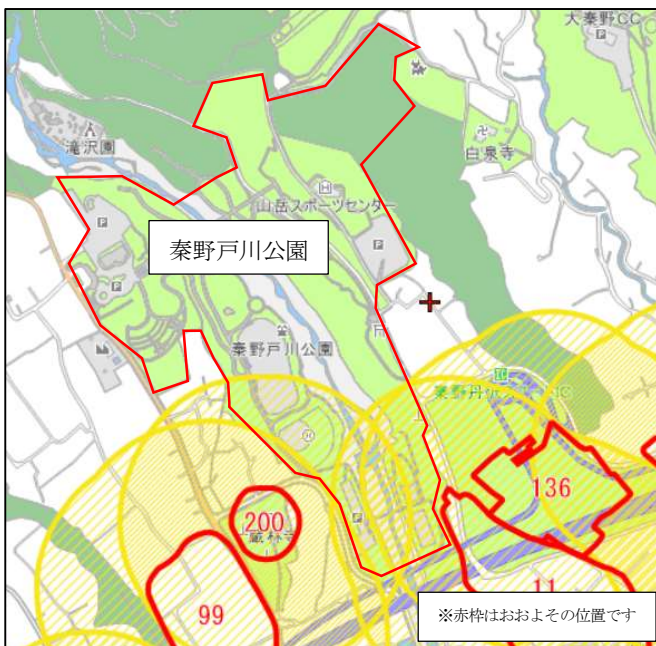 大秦野CC
P
滝沢園
白泉寺
山岳スポーツセンター
P
秦野戸川公園
P
P
秦野戸川公園
136
200
99
11
P
※赤枠はおおよその位置です